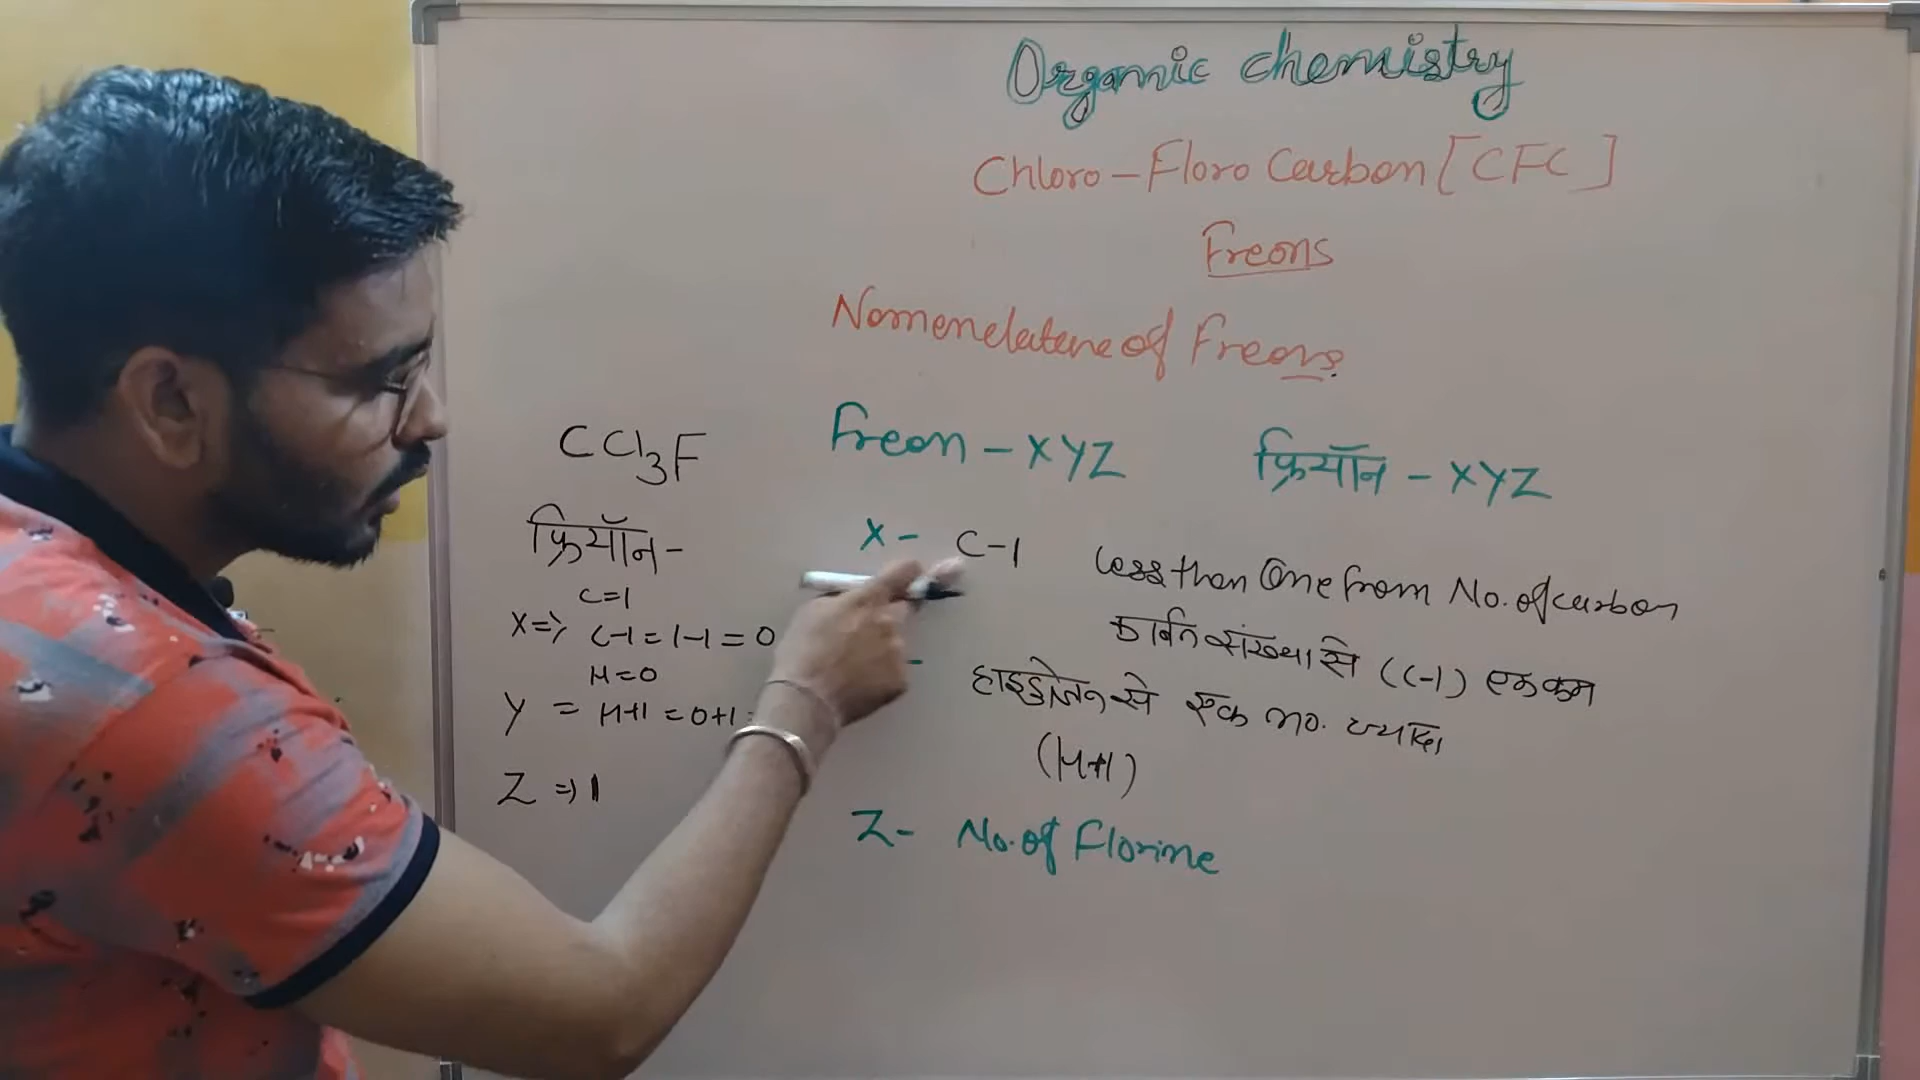 Organic chemistry
Chloro-Floro Carbon [CFC]
Freons
Nomenclature of Freons.
CCl3F
Freon - XYZ
फ्रियॉन - XYZ
फ्रियॉन -
C=1
X=> C-1=1-1=0
H=0
Y = H+1=0+1
Z => 1
X- C-1
Less than One from No. of carbon
कार्बन संख्या से (C-1) एक कम
- हाइड्रोजन से एक no. ज्यादा
(H+1)
Z- No. of Florine